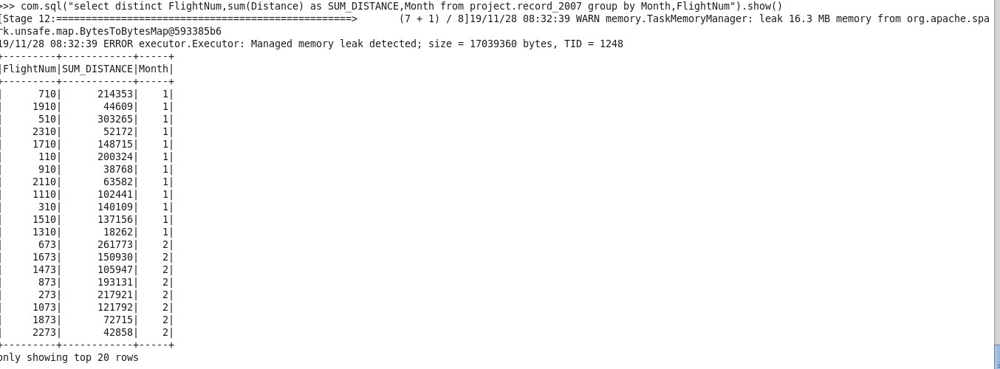 >>> com.sql("select distinct FlightNum,sum(Distance) as SUM_DISTANCE,Month from project.record_2007 group by Month,FlightNum").show()
[Stage 12:==================================================>       (7 + 1) / 8]19/11/28 08:32:39 WARN memory.TaskMemoryManager: leak 16.3 MB memory from org.apache.spa
rk.unsafe.map.BytesToBytesMap@593385b6
19/11/28 08:32:39 ERROR executor.Executor: Managed memory leak detected; size = 17039360 bytes, TID = 1248
+---------+------------+-----+
|FlightNum|SUM_DISTANCE|Month|
+---------+------------+-----+
|      710|      214353|    1|
|     1910|       44609|    1|
|      510|      303265|    1|
|     2310|       52172|    1|
|     1710|      148715|    1|
|      110|      200324|    1|
|      910|       38768|    1|
|     2110|       63582|    1|
|     1110|      102441|    1|
|      310|      140109|    1|
|     1510|      137156|    1|
|     1310|       18262|    1|
|      673|      261773|    2|
|     1673|      150930|    2|
|     1473|      105947|    2|
|      873|      193131|    2|
|      273|      217921|    2|
|     1073|      121792|    2|
|     1873|       72715|    2|
|     2273|       42858|    2|
+---------+------------+-----+
only showing top 20 rows